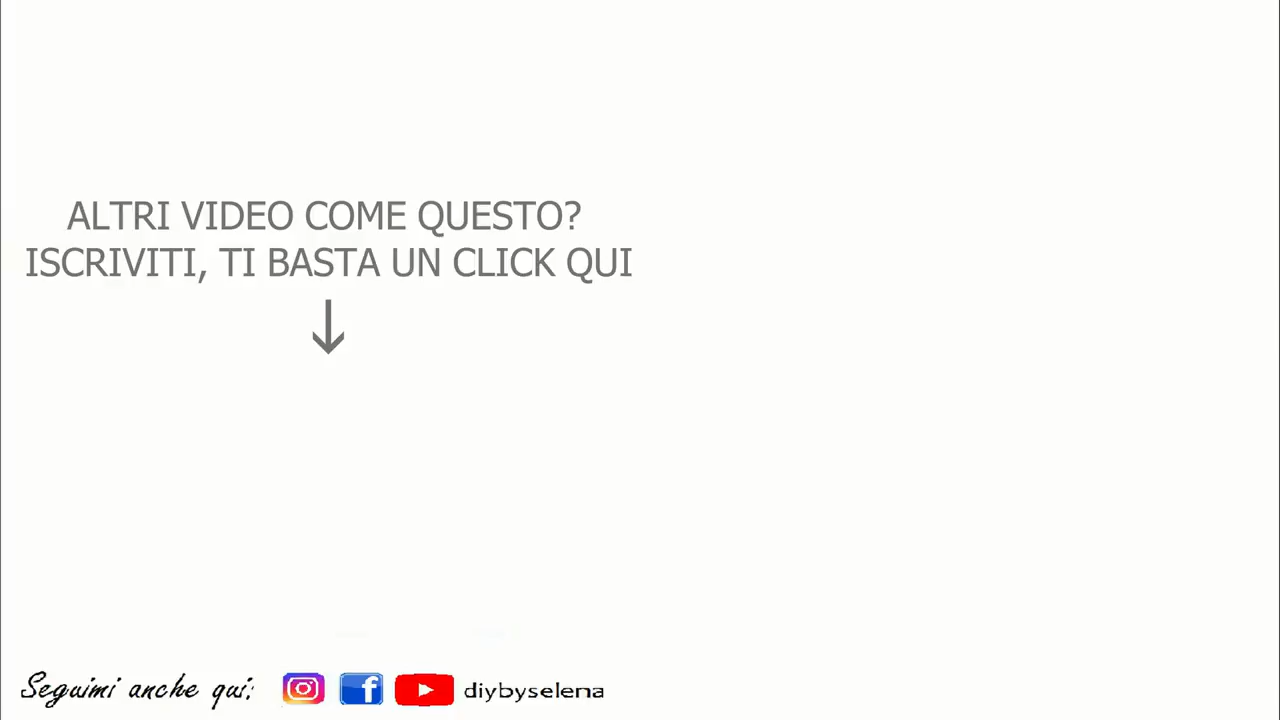 ALTRI VIDEO COME QUESTO?
ISCRIVITI, TI BASTA UN CLICK QUI
Seguimi anche qui: diybyselena